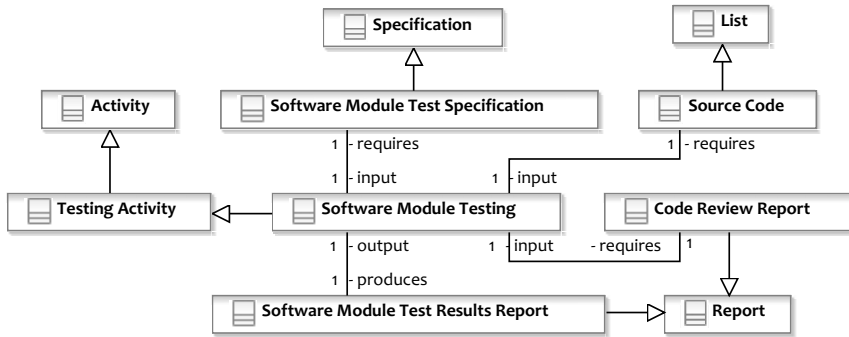 Specification
List
Activity
Software Module Test Specification
Source Code
1 - requires
1 - requires
1 - input
1 - input
Testing Activity
Software Module Testing
Code Review Report
1 - output
1 - input
- requires 1
1 - produces
Software Module Test Results Report
Report